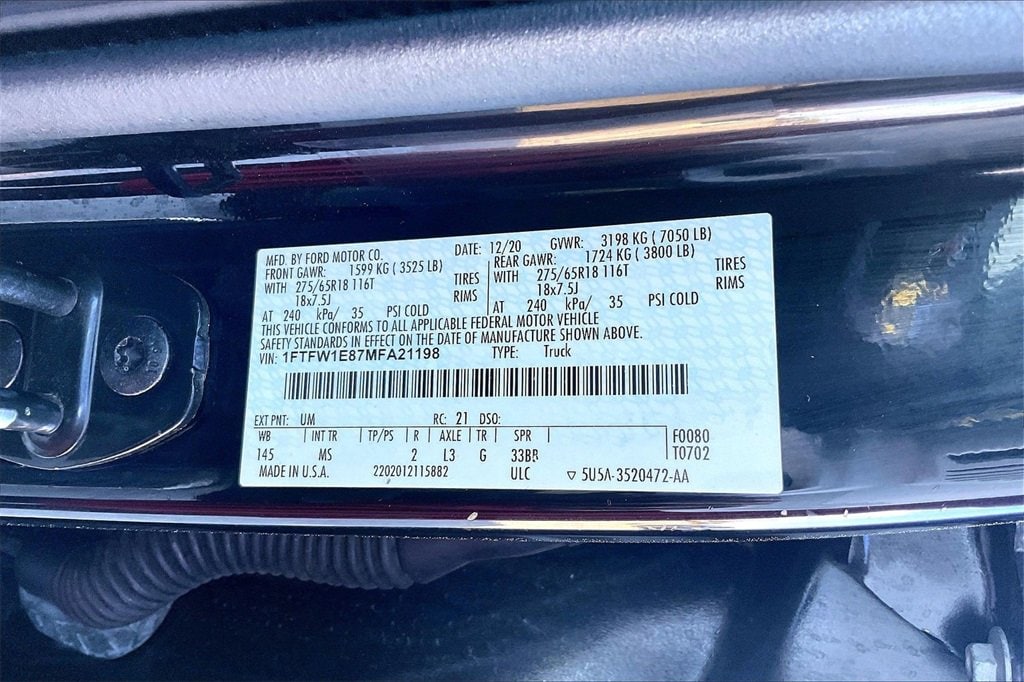 MFD. BY FORD MOTOR CO. DATE: 12/20 GVWR: 3198 KG ( 7050 LB)
FRONT GAWR: 1599 KG ( 3525 LB) REAR GAWR: 1724 KG ( 3800 LB)
WITH 275/65R18 116T TIRES WITH 275/65R18 116T TIRES
18x7.5J RIMS 18x7.5J RIMS
AT 240 kPa/ 35 PSI COLD AT 240 kPa/ 35 PSI COLD
THIS VEHICLE CONFORMS TO ALL APPLICABLE FEDERAL MOTOR VEHICLE
SAFETY STANDARDS IN EFFECT ON THE DATE OF MANUFACTURE SHOWN ABOVE.
VIN: 1FTFW1E87MFA21198 TYPE: Truck
EXT PNT: UM RC: 21 DSO:
WB INT TR TP/PS R AXLE TR SPR F0080
145 MS 2 L3 G 33BR T0702
MADE IN U.S.A. 2202012115882 ULC ▽ 5U5A-3520472-AA